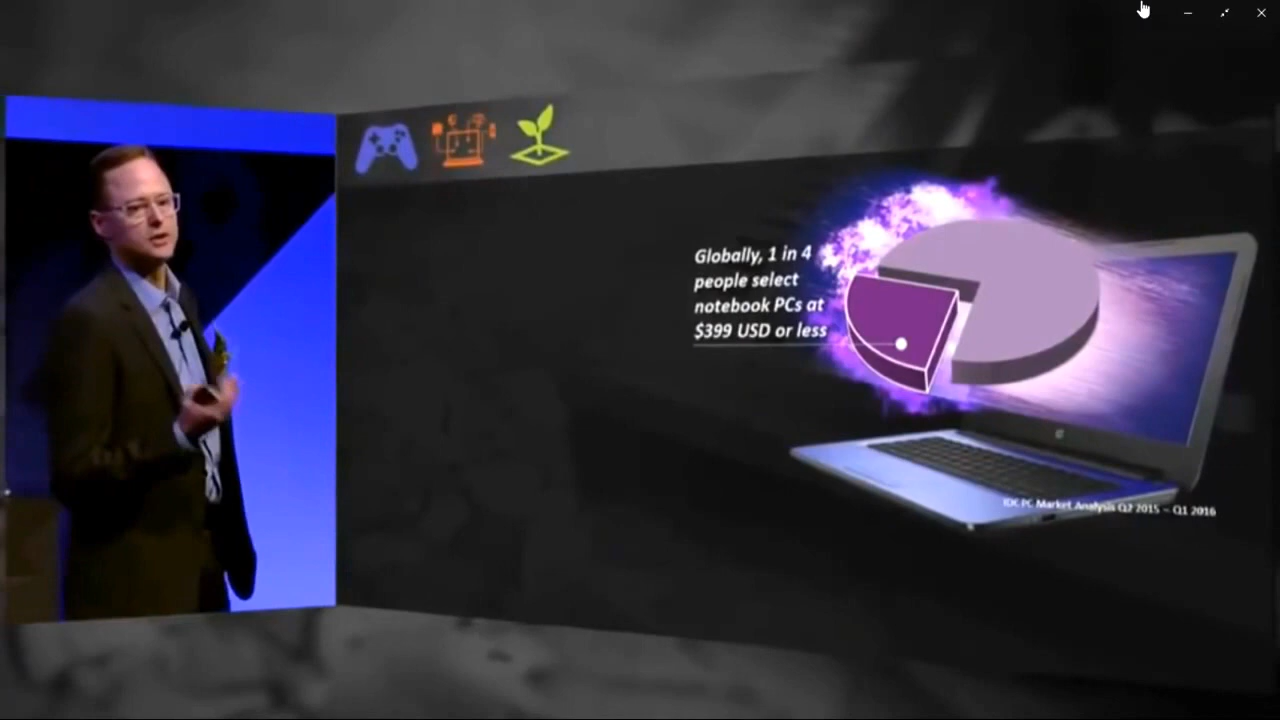 Globally, 1 in 4
people select
notebook PCs at
$399 USD or less
IDC PC Market Analysis Q2 2015 – Q1 2016